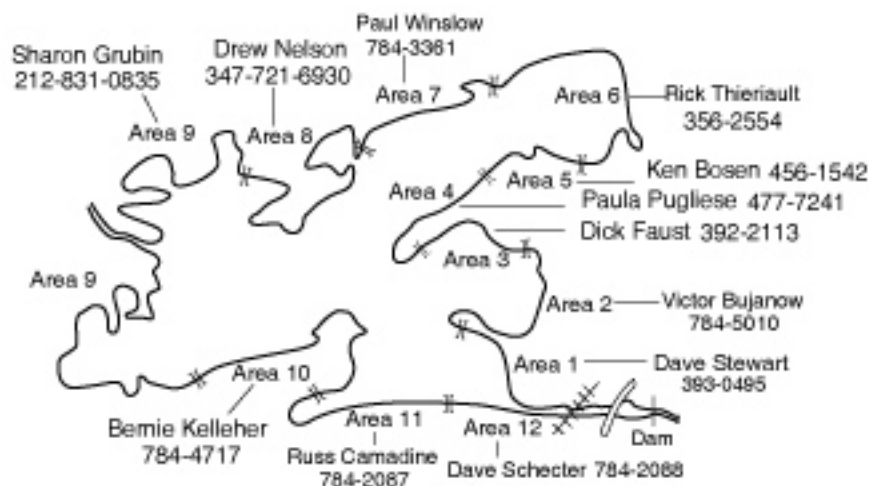 Paul Winslow
784-3361
Sharon Grubin
212-831-0835
Drew Nelson
347-721-6930
Area 7
Area 6
Rick Thieriault
356-2554
Area 9
Area 8
Ken Bosen 456-1542
Area 5
Area 4
Paula Pugliese 477-7241
Dick Faust 392-2113
Area 3
Area 9
Area 2
Victor Bujanow
784-5010
Area 1
Dave Stewart
393-0495
Area 10
Bernie Kelleher
784-4717
Area 11
Russ Camadine
784-2087
Area 12
Dam
Dave Schecter 784-2088